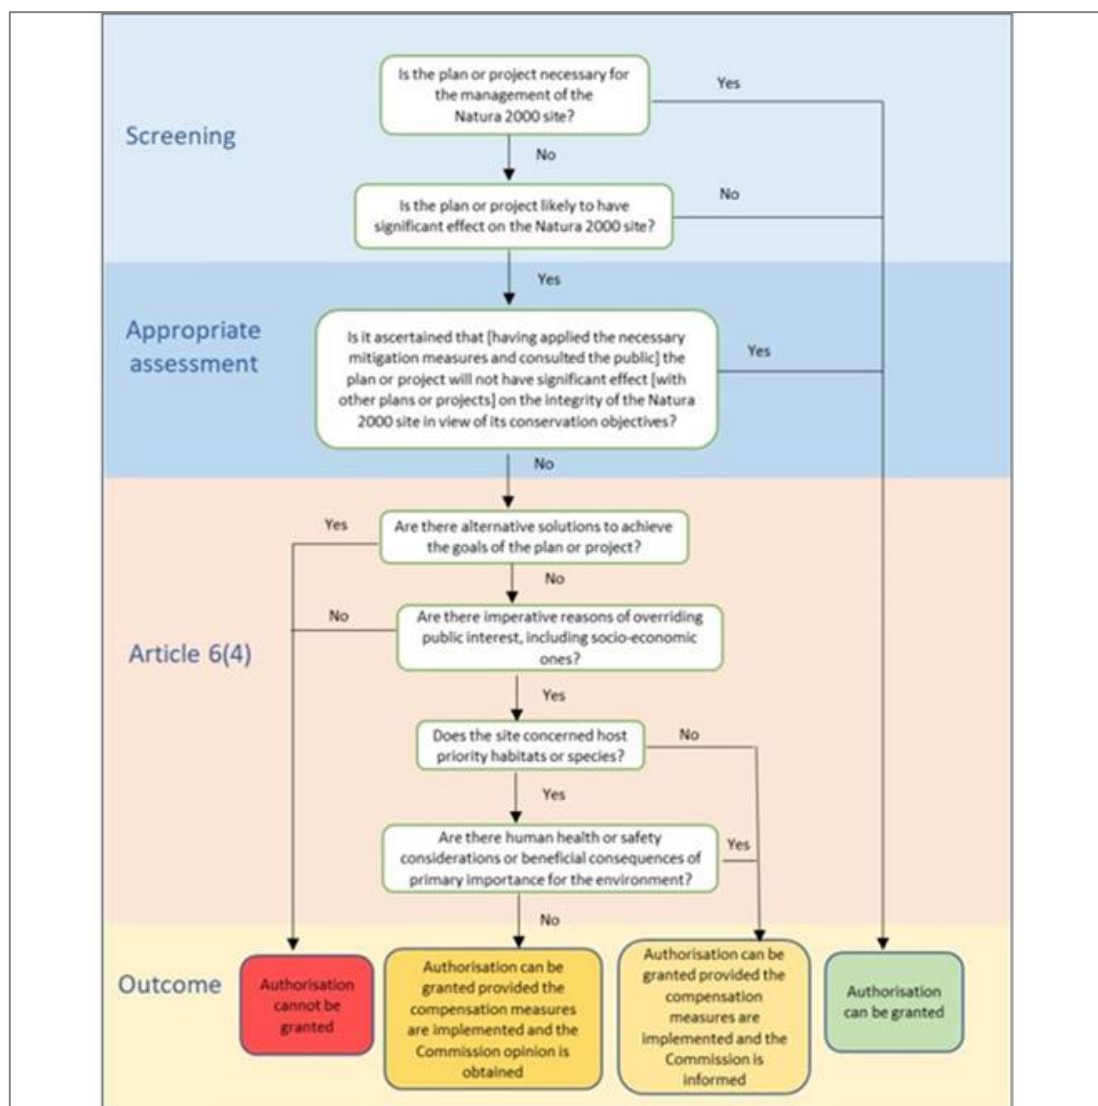 Is the plan or project necessary for
the management of the
Natura 2000 site?
Yes
Screening
No
Is the plan or project likely to have
significant effect on the Natura 2000 site?
No
Yes
Appropriate
assessment
Is it ascertained that [having applied the necessary
mitigation measures and consulted the public] the
plan or project will not have significant effect [with
other plans or projects] on the integrity of the Natura
2000 site in view of its conservation objectives?
Yes
No
Yes
Are there alternative solutions to achieve
the goals of the plan or project?
No
No
Are there imperative reasons of overriding
public interest, including socio-economic
ones?
Article 6(4)
Yes
Does the site concerned host
priority habitats or species?
No
Yes
Are there human health or safety
considerations or beneficial consequences of
primary importance for the environment?
Yes
No
Outcome
Authorisation
cannot be
granted
Authorisation can be
granted provided the
compensation measures
are implemented and the
Commission opinion is
obtained
Authorisation can be
granted provided the
compensation
measures are
implemented and the
Commission is
informed
Authorisation
can be granted